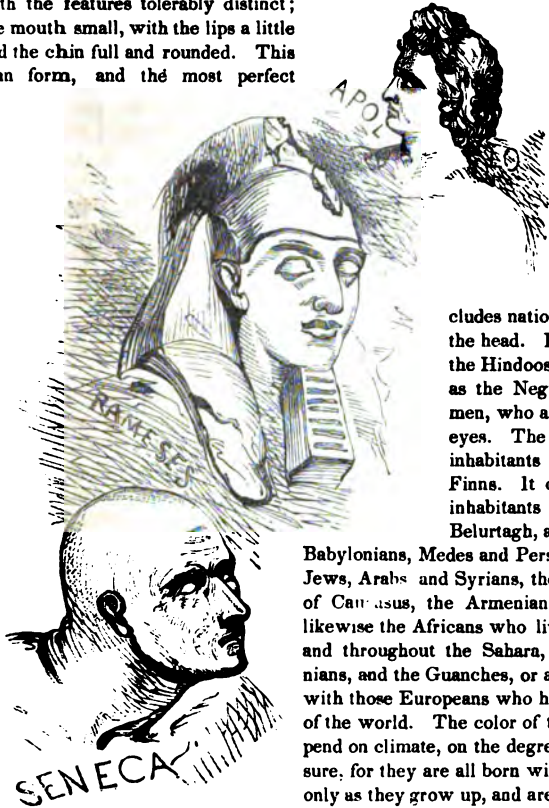 th the features tolerably distinct;
e mouth small, with the lips a little
d the chin full and rounded. This
an form, and the most perfect
APOL
RAMESES
SENECA
cludes natio
the head. I
the Hindoos
as the Neg
men, who a
eyes. The
inhabitants
Finns. It c
inhabitants
Belurtagh, a
Babylonians, Medes and Pers
Jews, Arabs and Syrians, the
of Cau asus, the Armenian
likewise the Africans who li
and throughout the Sahara,
nians, and the Guanches, or a
with those Europeans who h
of the world. The color of t
pend on climate, on the degre
sure, for they are all born wi
only as they grow up, and are